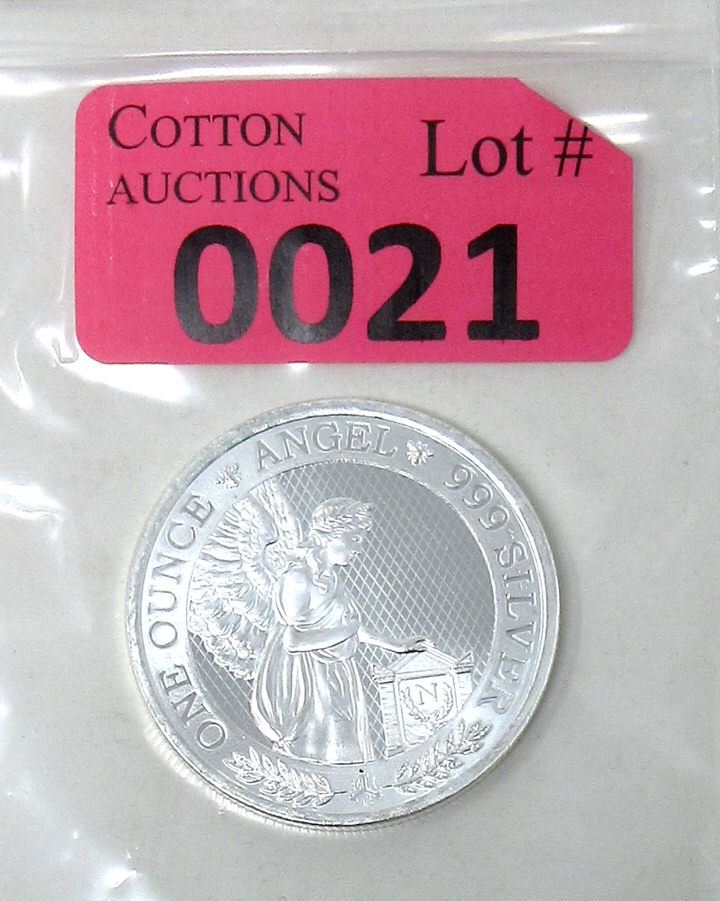 COTTON
AUCTIONS
Lot #
0021
ONE OUNCE ANGEL 999 SILVER
N